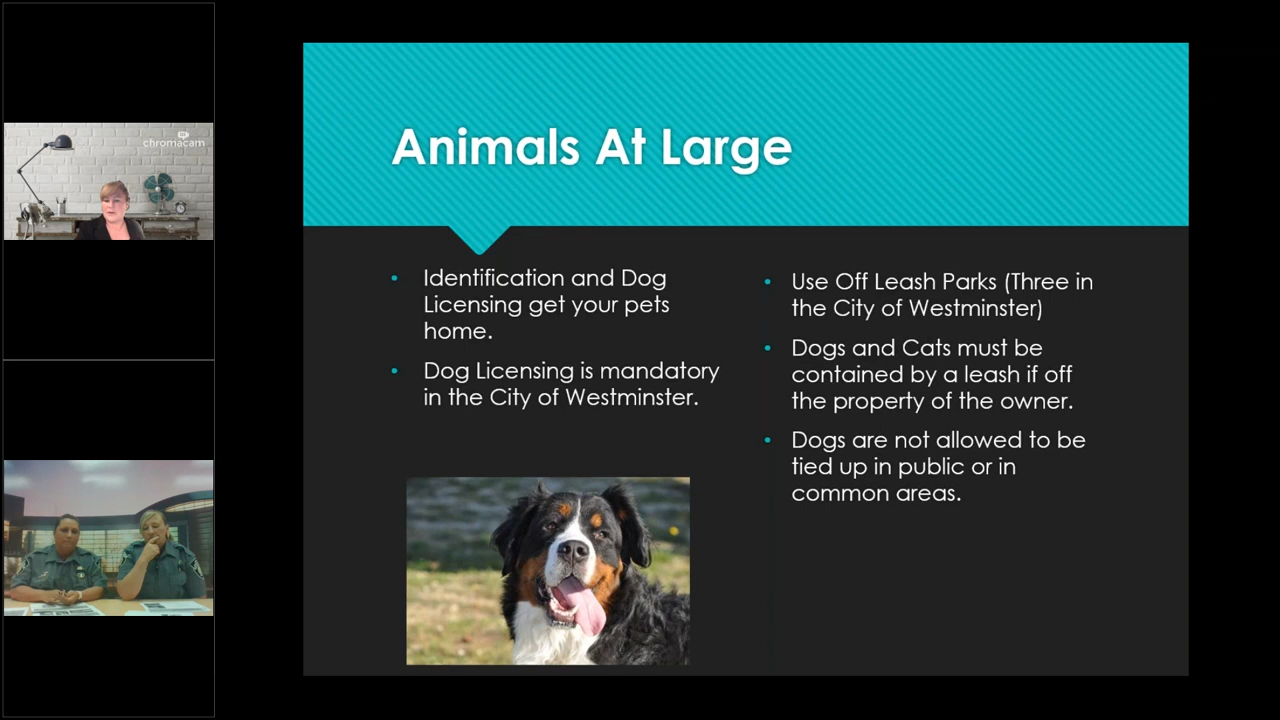 chromacam
Animals At Large
• Identification and Dog
Licensing get your pets
home.
• Dog Licensing is mandatory
in the City of Westminster.
• Use Off Leash Parks (Three in
the City of Westminster)
• Dogs and Cats must be
contained by a leash if off
the property of the owner.
• Dogs are not allowed to be
tied up in public or in
common areas.